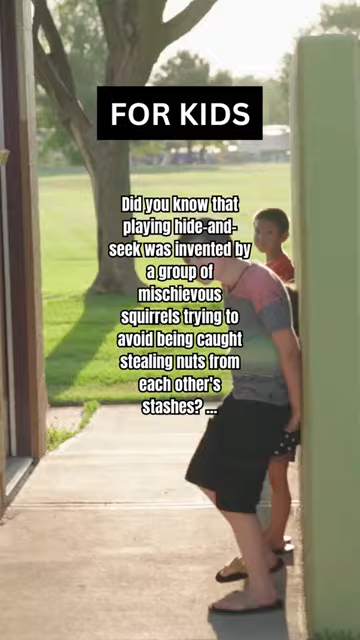 FOR KIDS
Did you know that
playing hide-and-
seek was invented by
a group of
mischievous
squirrels trying to
avoid being caught
stealing nuts from
each other's
stashes? ...